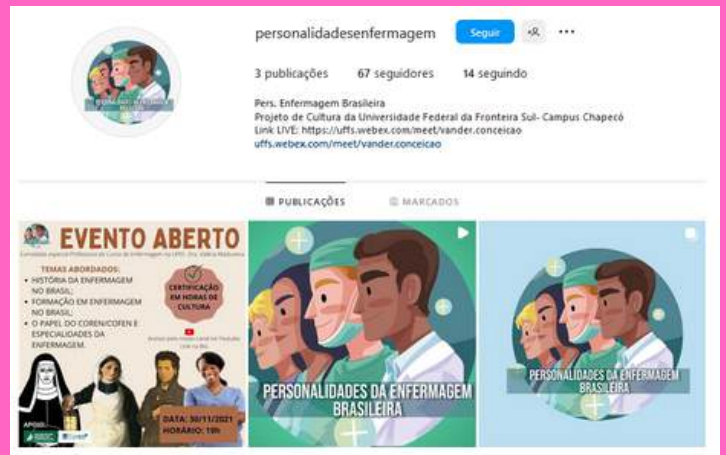 personalidadesenfermagem
Seguir
3 publicações 67 seguidores 14 seguindo
Pers. Enfermagem Brasileira
Projeto de Cultura da Universidade Federal da Fronteira Sul- Campus Chapecó
Link LIVE: https://uffs.webex.com/meet/vander.conceicao
uffs.webex.com/meet/vander.conceicao
PUBLICAÇÕES MARCADOS
EVENTO ABERTO
TEMAS ABORDADOS:
• HISTÓRIA DA ENFERMAGEM
NO BRASIL;
• FORMAÇÃO EM ENFERMAGEM
NO BRASIL;
• O PAPEL DO COREN/COFEN E
ESPECIALIDADES DA
ENFERMAGEM.
CERTIFICAÇÃO
EM HORAS DE
CULTURA
APOIO:
DATA: 30/11/2021
HORÁRIO: 19h
PERSONALIDADES DA ENFERMAGEM
BRASILEIRA
PERSONALIDADES DA ENFERMAGEM
BRASILEIRA